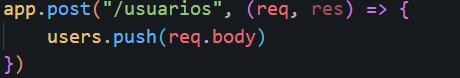 app.post("/usuarios", (req, res) => {
    users.push(req.body)
})